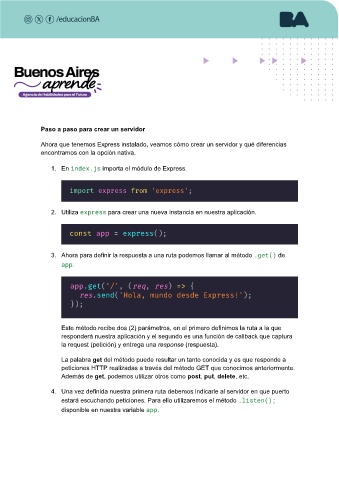 /educacionBA
BA
Buenos Aires
aprende
Agencia de Habilidades para el Futuro
Paso a paso para crear un servidor
Ahora que tenemos Express instalado, veamos cómo crear un servidor y qué diferencias
encontramos con la opción nativa.
1. En index.js importa el módulo de Express.
import express from 'express';
2. Utiliza express para crear una nueva instancia en nuestra aplicación.
const app = express();
3. Ahora para definir la respuesta a una ruta podemos llamar al método .get() de
app.
app.get('/', (req, res) => {
res.send('Hola, mundo desde Express!');
});
Este método recibe dos (2) parámetros, en el primero definimos la ruta a la que
responderá nuestra aplicación y el segundo es una función de callback que captura
la request (petición) y entrega una response (respuesta).
La palabra get del método puede resultar un tanto conocida y es que responde a
peticiones HTTP realizadas a través del método GET que conocimos anteriormente.
Además de get, podemos utilizar otros como post, put, delete, etc.
4. Una vez definida nuestra primera ruta debemos indicarle al servidor en que puerto
estará escuchando peticiones. Para ello utilizaremos el método .listen();
disponible en nuestra variable app.